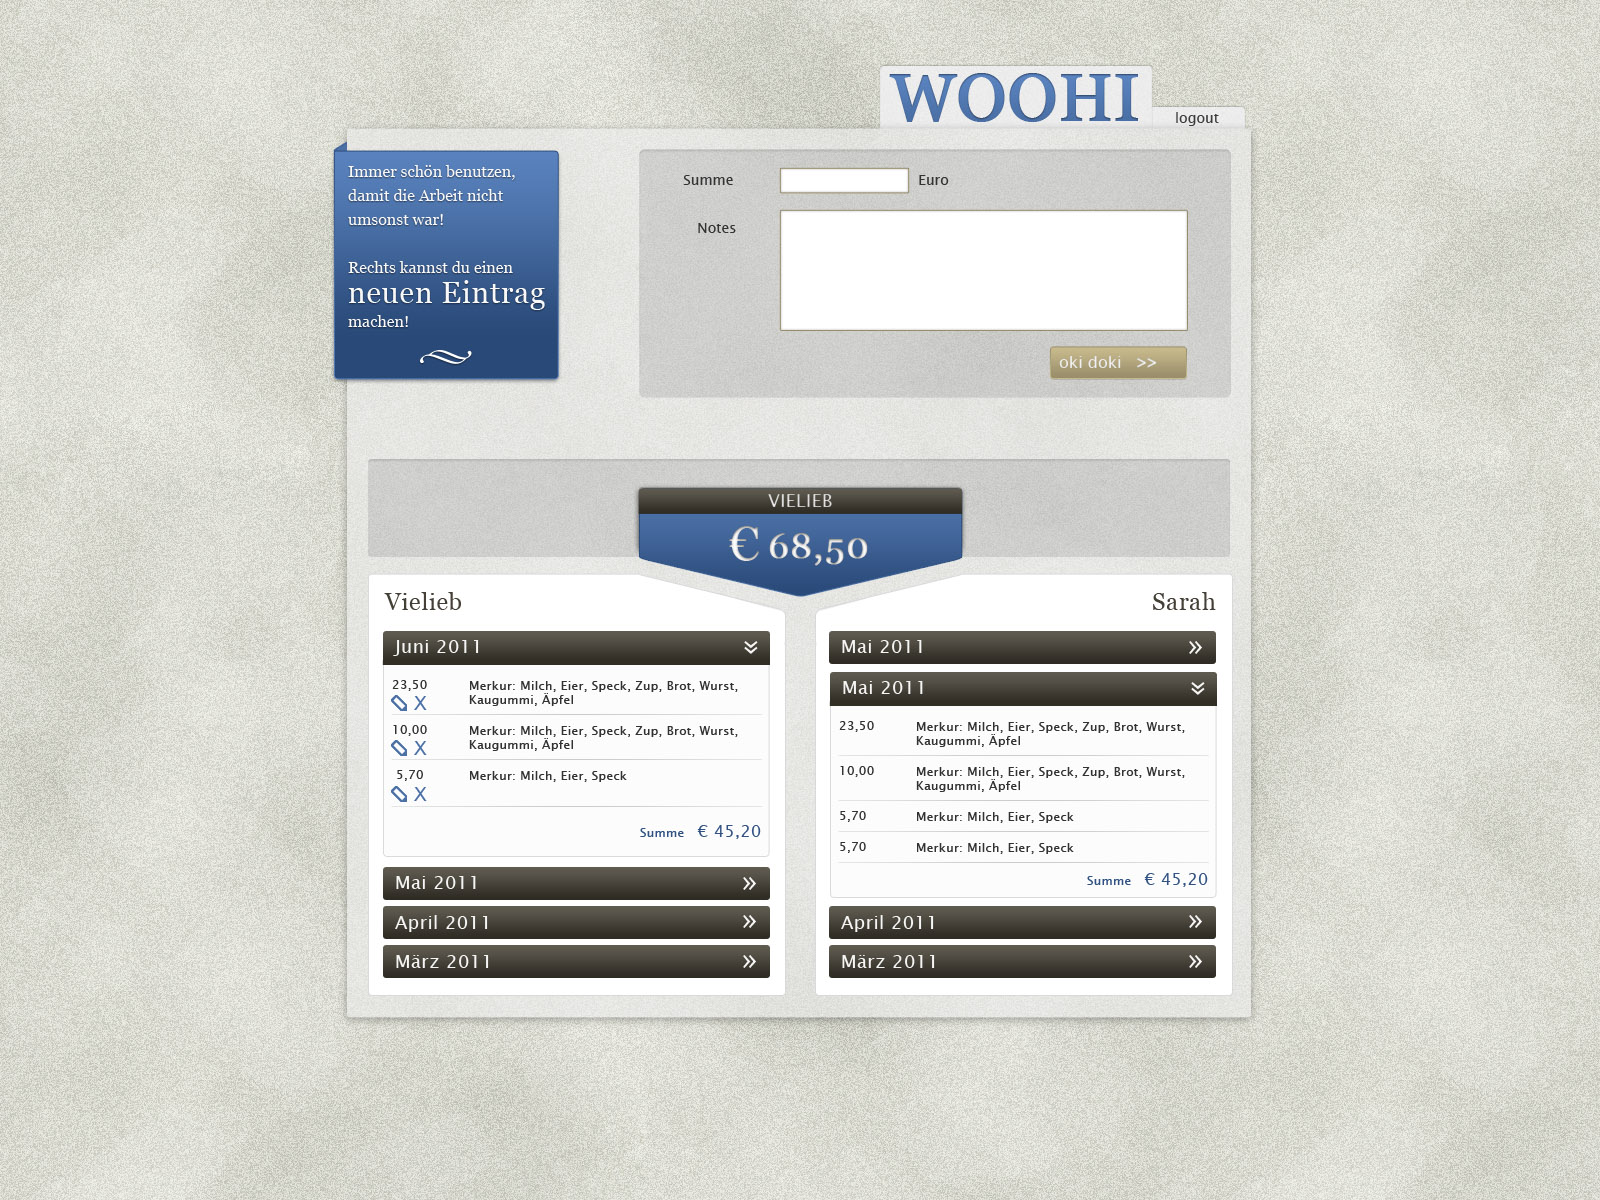 WOOHI
logout
Immer schön benutzen,
damit die Arbeit nicht
umsonst war!
Rechts kannst du einen
neuen Eintrag
machen!
Summe
Euro
Notes
oki doki >>
VIELIEB
€ 68,50
Vielieb
Juni 2011
23,50
Merkur: Milch, Eier, Speck, Zup, Brot, Wurst,
Kaugummi, Äpfel
X
10,00
Merkur: Milch, Eier, Speck, Zup, Brot, Wurst,
Kaugummi, Äpfel
X
5,70
Merkur: Milch, Eier, Speck
X
Summe € 45,20
Mai 2011
April 2011
März 2011
Sarah
Mai 2011
Mai 2011
23,50
Merkur: Milch, Eier, Speck, Zup, Brot, Wurst,
Kaugummi, Äpfel
10,00
Merkur: Milch, Eier, Speck, Zup, Brot, Wurst,
Kaugummi, Äpfel
5,70
Merkur: Milch, Eier, Speck
5,70
Merkur: Milch, Eier, Speck
Summe € 45,20
April 2011
März 2011